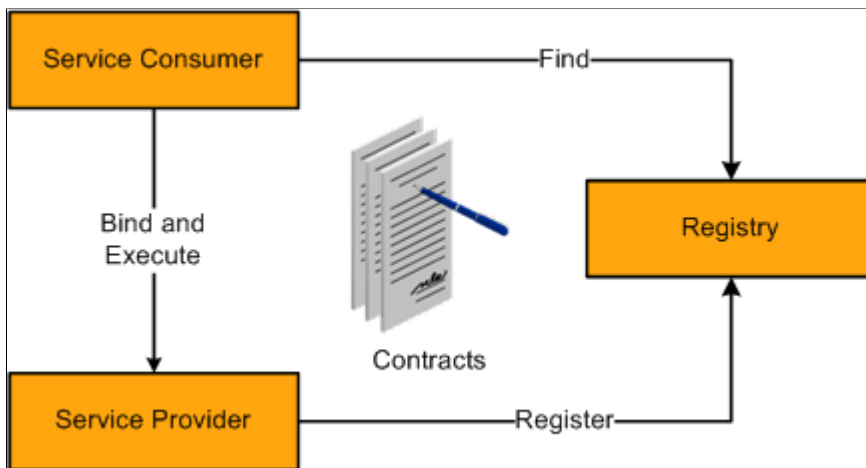 Service Consumer
Find
Bind and
Execute
Registry
Contracts
Service Provider
Register